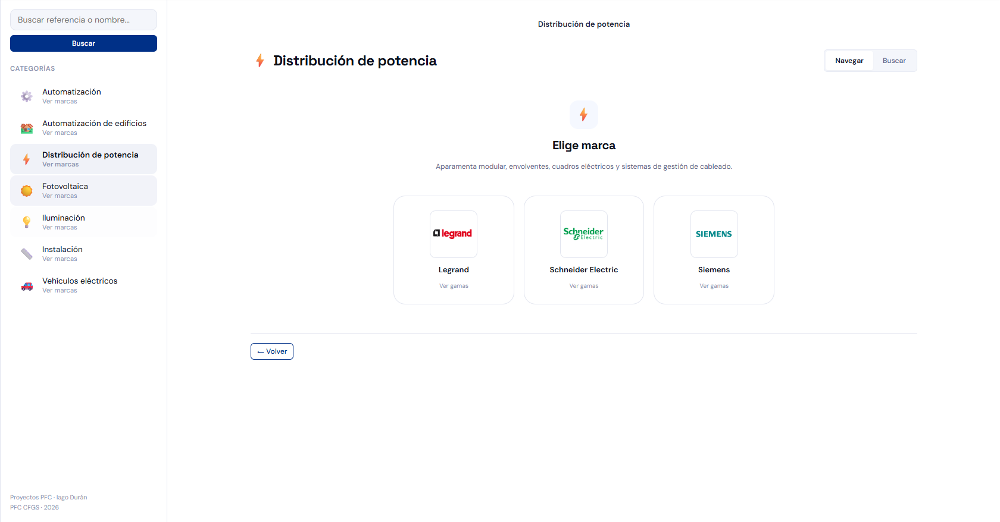 Buscar referencia o nombre...
Buscar
CATEGORÍAS
Automatización
Ver marcas
Automatización de edificios
Ver marcas
Distribución de potencia
Ver marcas
Fotovoltaica
Ver marcas
Iluminación
Ver marcas
Instalación
Ver marcas
Vehículos eléctricos
Ver marcas
Proyectos PFC · Iago Durán
PFC CFGS · 2026
Distribución de potencia
Distribución de potencia
Navegar
Buscar
Elige marca
Aparamenta modular, envolventes, cuadros eléctricos y sistemas de gestión de cableado.
legrand
Legrand
Ver gamas
Schneider
Electric
Schneider Electric
Ver gamas
SIEMENS
Siemens
Ver gamas
← Volver